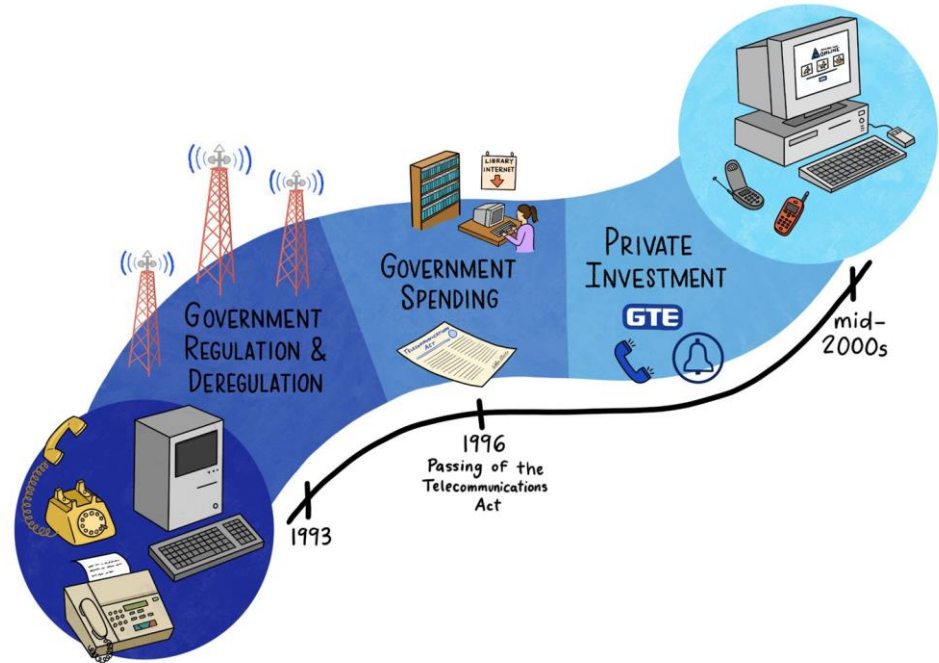 GOVERNMENT
REGULATION &
DEREGULATION
LIBRARY
INTERNET
GOVERNMENT
SPENDING
TELECOMMUNICATIONS
ACT
PRIVATE
INVESTMENT
GTE
ONLINE
1993
1996
Passing of the
Telecommunications
Act
mid-
2000s